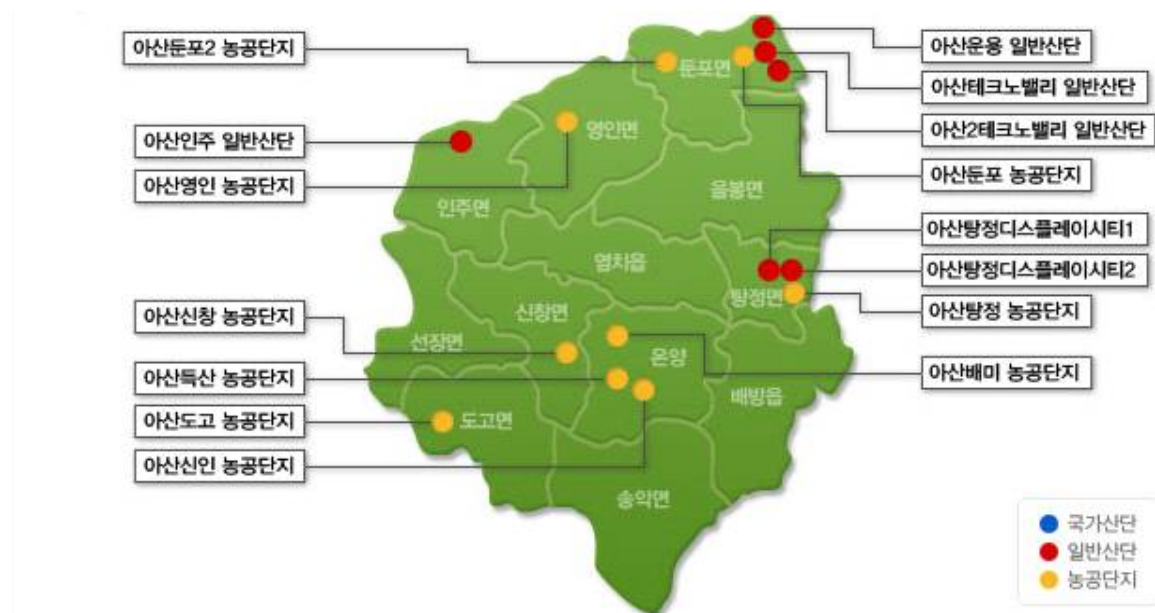 아산둔포2 농공단지
아산인주 일반산단
아산영인 농공단지
아산신창 농공단지
아산득산 농공단지
아산도고 농공단지
아산신인 농공단지
둔포면
영인면
인주면
음봉면
염치읍
탕정면
신창면
선장면
온양
배방읍
도고면
송악면
아산운용 일반산단
아산테크노밸리 일반산단
아산2테크노밸리 일반산단
아산둔포 농공단지
아산탕정디스플레이시티1
아산탕정디스플레이시티2
아산탕정 농공단지
아산배미 농공단지
국가산단
일반산단
농공단지